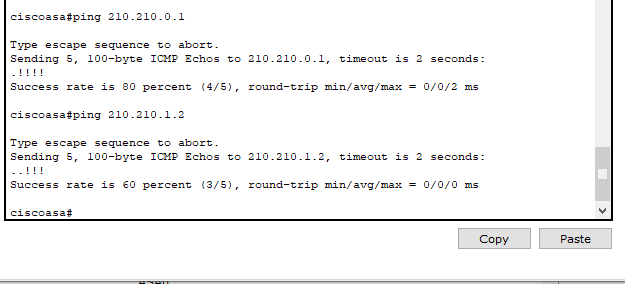 ciscoasa#ping 210.210.0.1
Type escape sequence to abort.
Sending 5, 100-byte ICMP Echos to 210.210.0.1, timeout is 2 seconds:
.!!!!
Success rate is 80 percent (4/5), round-trip min/avg/max = 0/0/2 ms
ciscoasa#ping 210.210.1.2
Type escape sequence to abort.
Sending 5, 100-byte ICMP Echos to 210.210.1.2, timeout is 2 seconds:
..!!!
Success rate is 60 percent (3/5), round-trip min/avg/max = 0/0/0 ms
ciscoasa#
Copy Paste